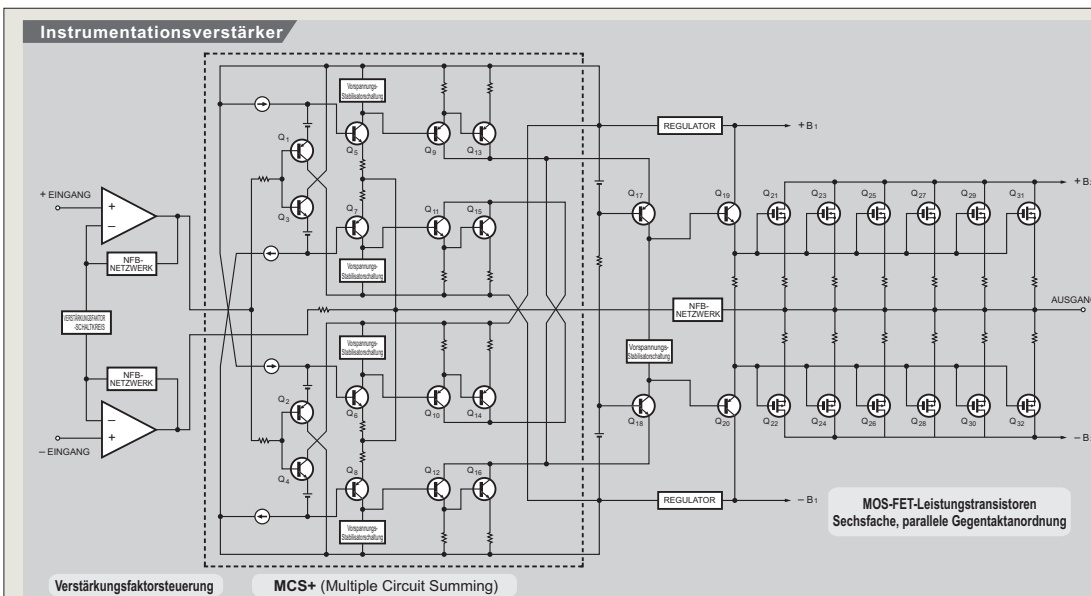 Instrumentationsverstärker
+ EINGANG
+
−
NFB-
NETZWERK
VERSTÄRKUNGSFAKTOR
-SCHALTKREIS
NFB-
NETZWERK
−
+
− EINGANG
Vorspannungs-
Stabilisatorschaltung
Q1
Q3
Q5
Q9
Q13
Q7
Q11
Q15
Vorspannungs-
Stabilisatorschaltung
Vorspannungs-
Stabilisatorschaltung
Q2
Q4
Q6
Q10
Q14
Q8
Q12
Q16
Vorspannungs-
Stabilisatorschaltung
REGULATOR
+B1
Q17
Q19
Q21
Q23
Q25
Q27
Q29
Q31
+B
NFB-
NETZWERK
AUSGANG
Vorspannungs-
Stabilisatorschaltung
Q18
Q20
Q22
Q24
Q26
Q28
Q30
Q32
−B
REGULATOR
−B1
MOS-FET-Leistungstransistoren
Sechsfache, parallele Gegentaktanordnung
Verstärkungsfaktorsteuerung
MCS+ (Multiple Circuit Summing)